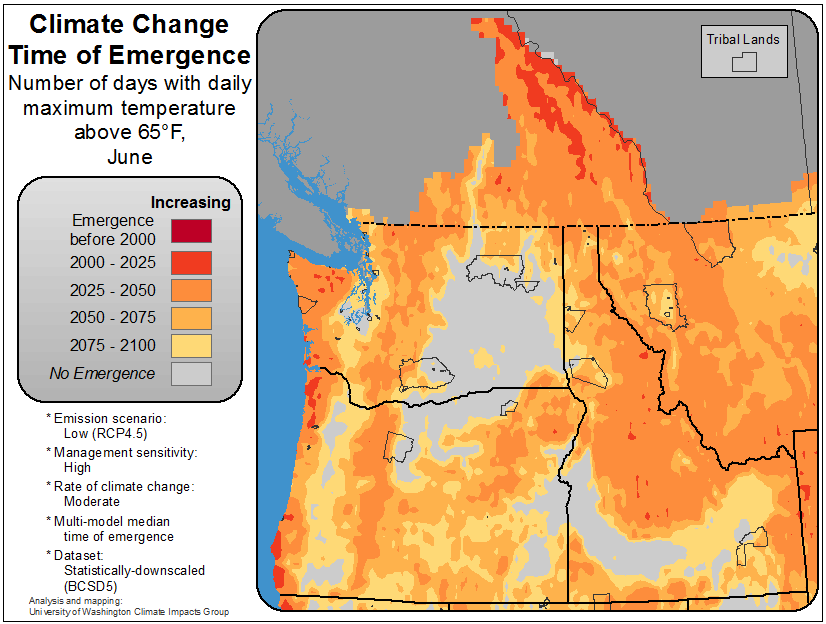 Climate Change
Time of Emergence
Number of days with daily
maximum temperature
above 65°F,
June
Tribal Lands
Increasing
Emergence
before 2000
2000 - 2025
2025 - 2050
2050 - 2075
2075 - 2100
No Emergence
* Emission scenario:
Low (RCP4.5)
* Management sensitivity:
High
* Rate of climate change:
Moderate
* Multi-model median
time of emergence
* Dataset:
Statistically-downscaled
(BCSD5)
Analysis and mapping:
University of Washington Climate Impacts Group